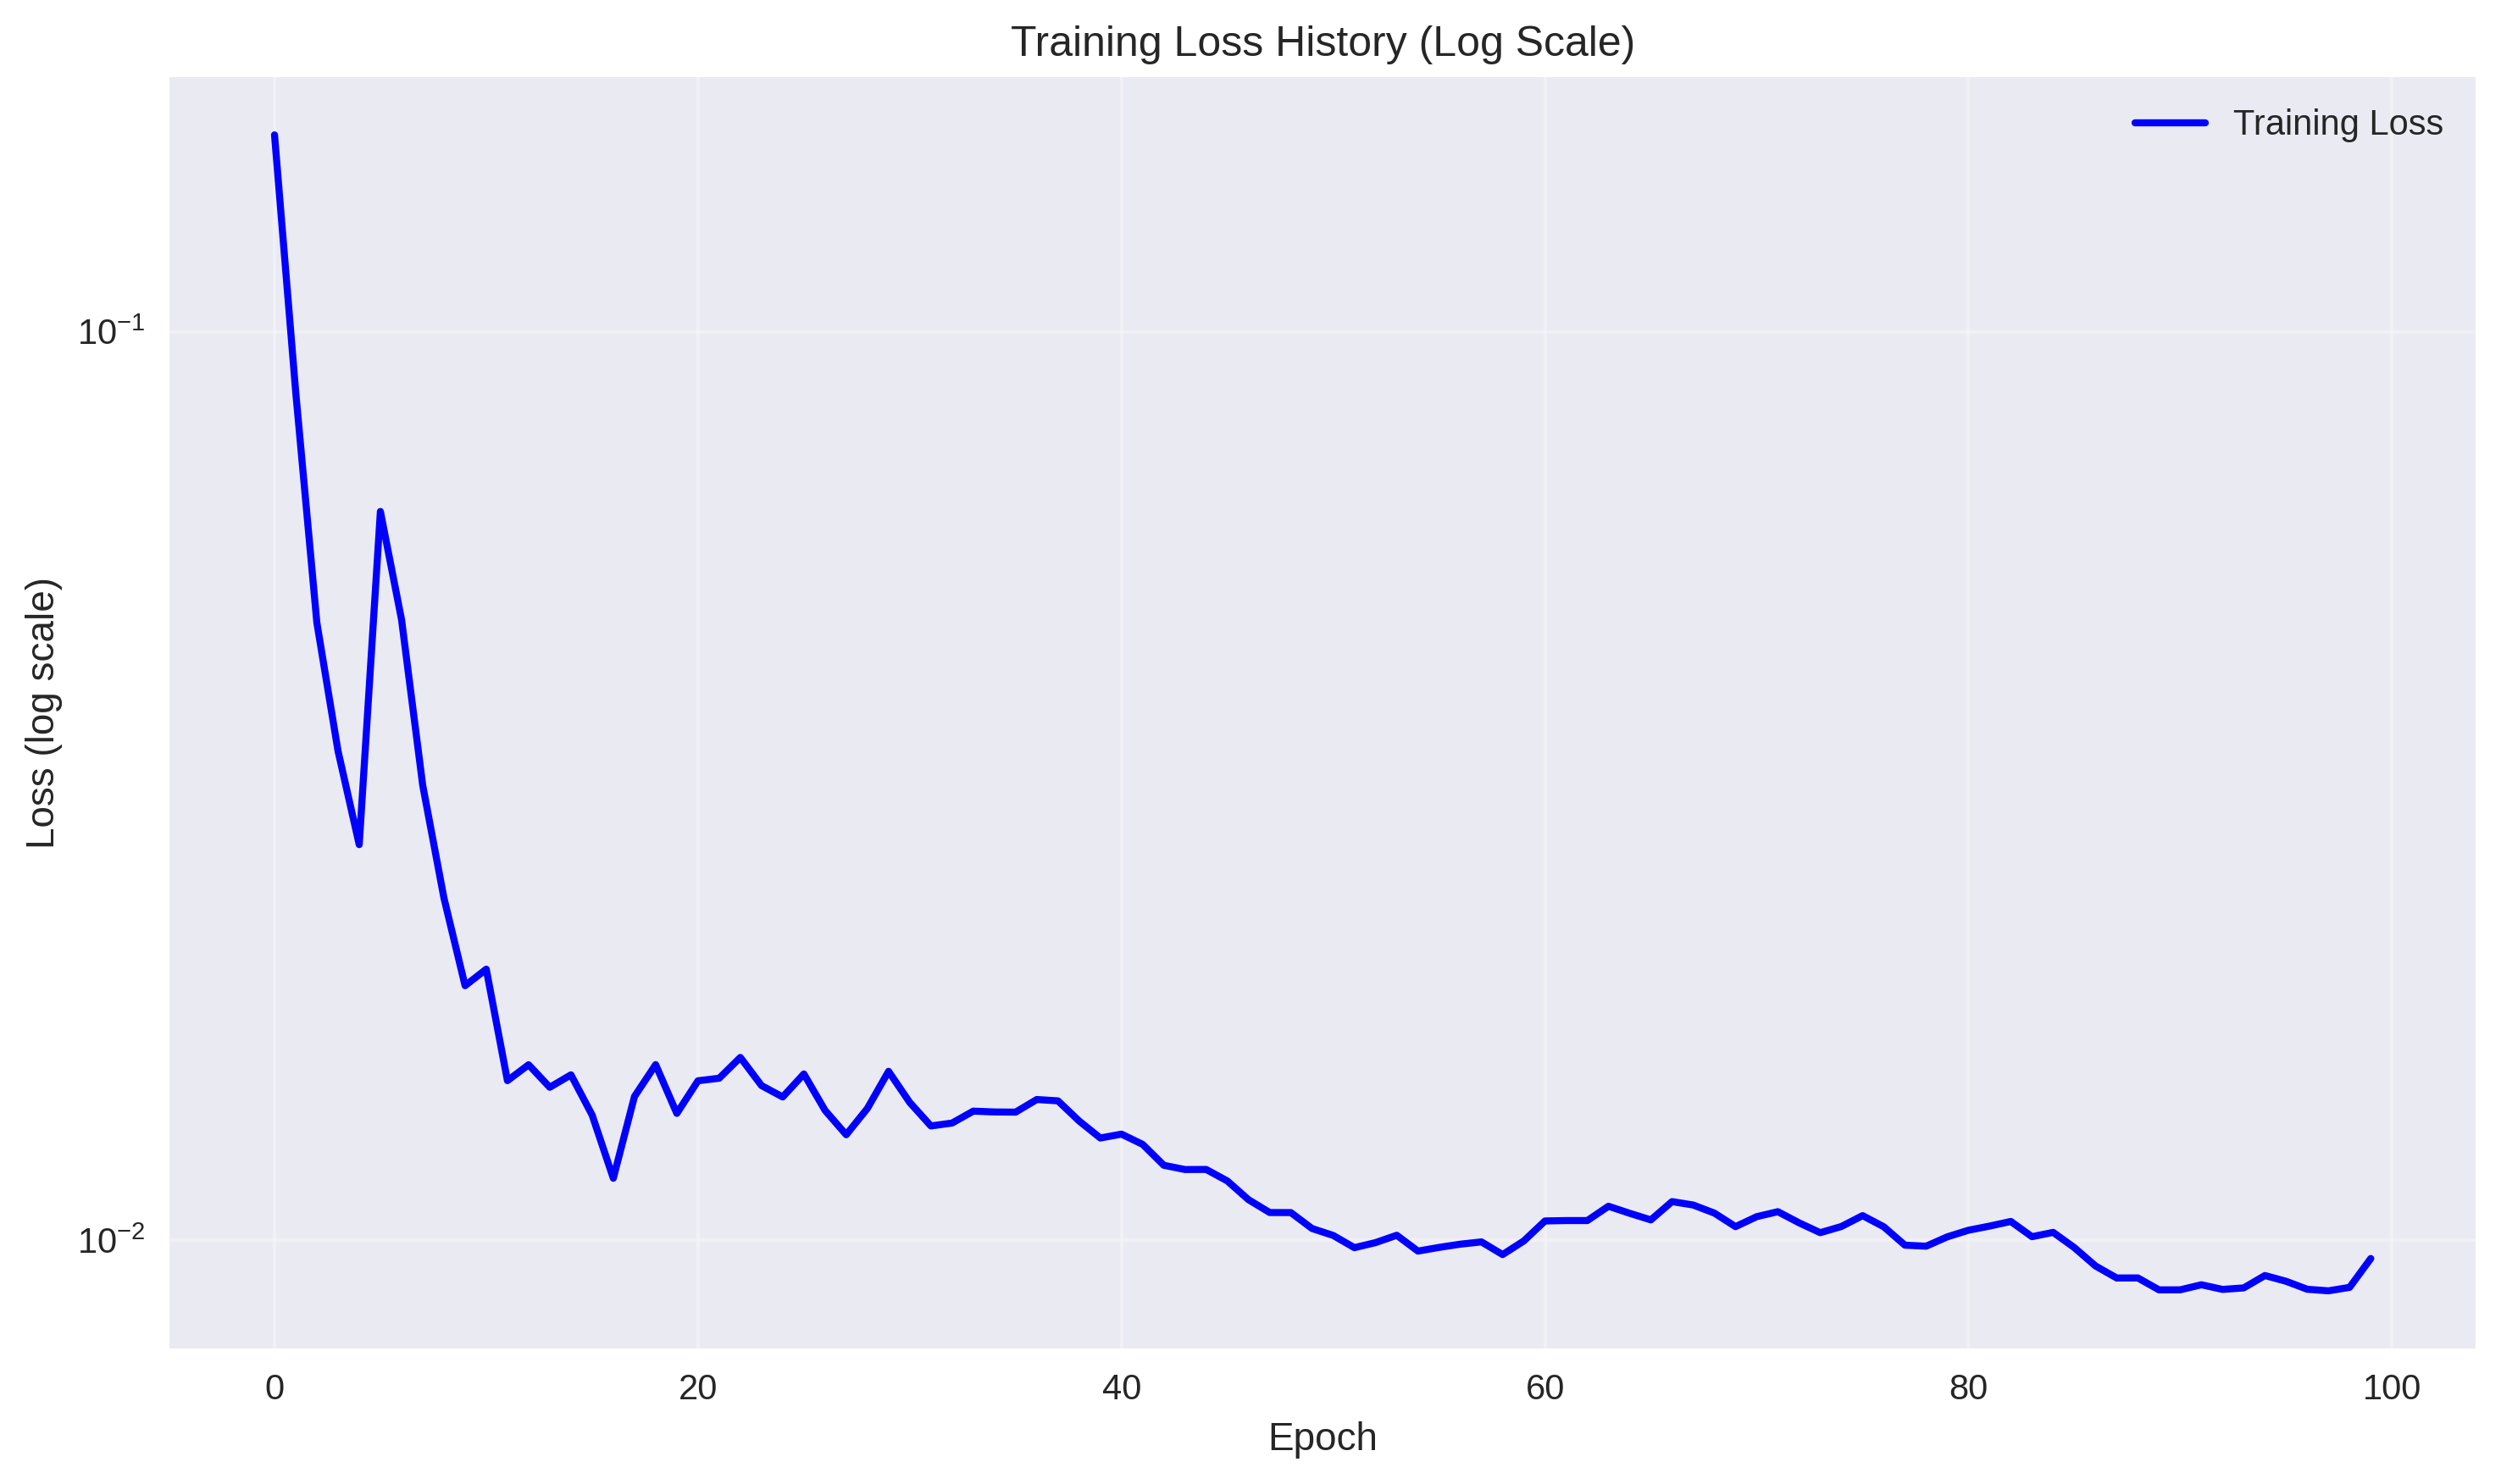 Training Loss History (Log Scale)
Training Loss
10⁻¹
10⁻²
Loss (log scale)
0 20 40 60 80 100
Epoch